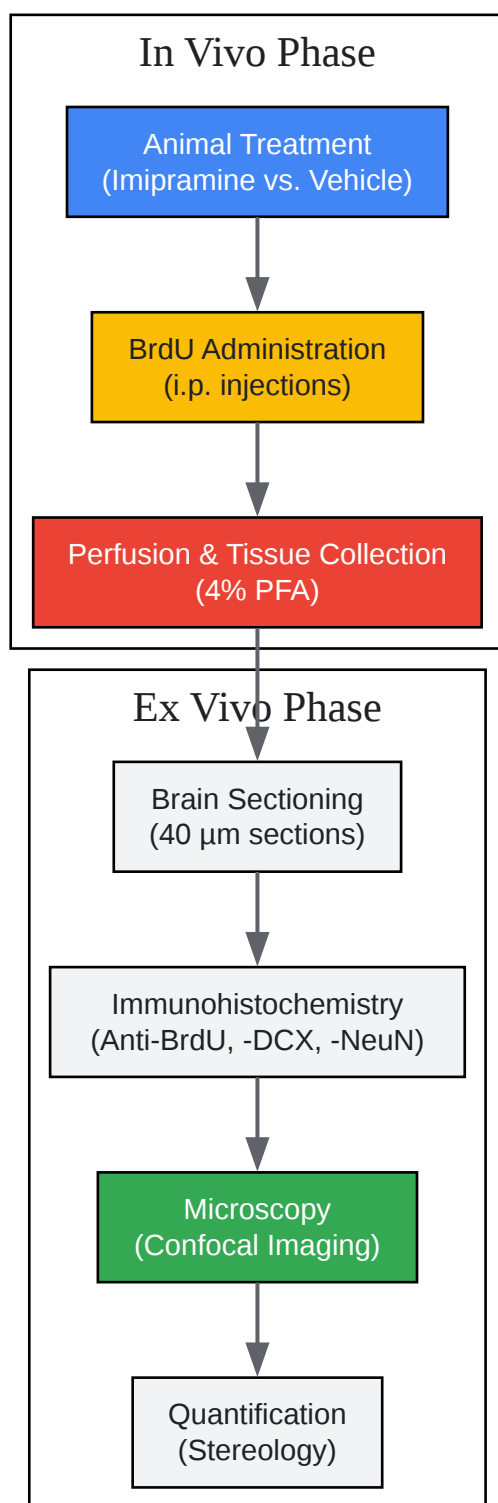 In Vivo Phase
Animal Treatment
(Imipramine vs. Vehicle)
BrdU Administration
(i.p. injections)
Perfusion & Tissue Collection
(4% PFA)
Ex Vivo Phase
Brain Sectioning
(40 µm sections)
Immunohistochemistry
(Anti-BrdU, -DCX, -NeuN)
Microscopy
(Confocal Imaging)
Quantification
(Stereology)